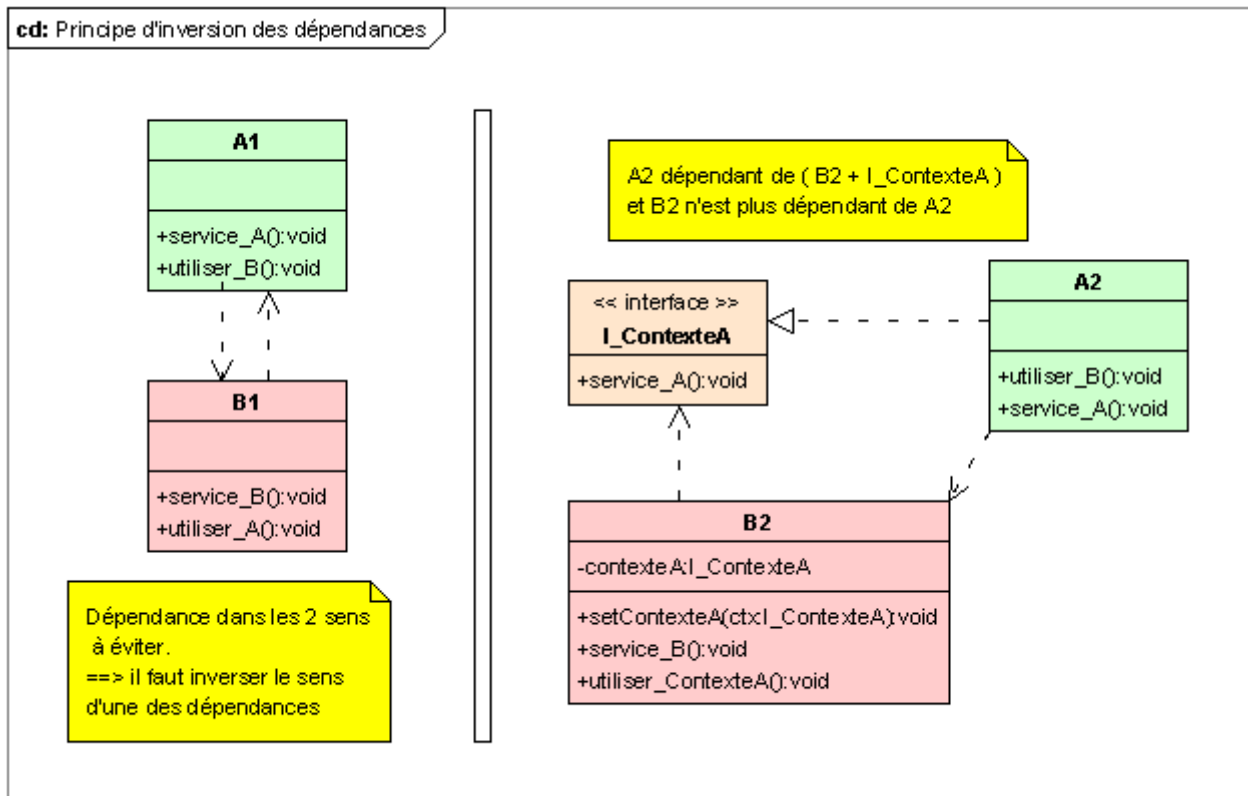 cd: Principe d'inversion des dépendances
A1
+service_A():void
+utiliser_B():void
B1
+service_B():void
+utiliser_A():void
Dépendance dans les 2 sens
à éviter.
==> il faut inverser le sens
d'une des dépendances
A2 dépendant de ( B2 + I_ContexteA )
et B2 n'est plus dépendant de A2
<< interface >>
I_ContexteA
+service_A():void
A2
+utiliser_B():void
+service_A():void
B2
-contexteA:I_ContexteA
+setContexteA(ctx:I_ContexteA):void
+service_B():void
+utiliser_ContexteA():void